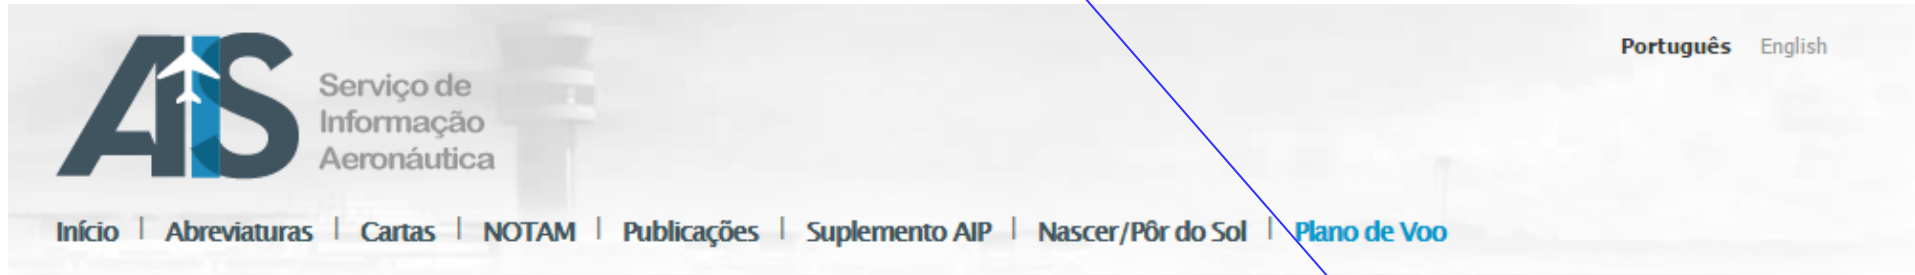 Português English
AIS
Serviço de
Informação
Aeronáutica
Início | Abreviaturas | Cartas | NOTAM | Publicações | Suplemento AIP | Nascer/Pôr do Sol | Plano de Voo